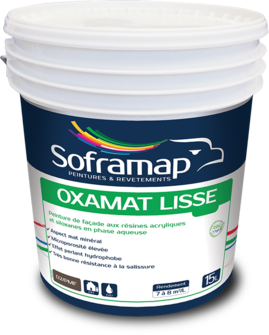 Soframap
PEINTURES & REVETEMENTS
OXAMAT LISSE
Peinture de façade aux résines acryliques
et siloxanes en phase aqueuse
Aspect mat minéral
Microporosité élevée
Effet perlant hydrophobe
Très bonne résistance à la salissure
Rendement
7 à 8 m²/L
15L